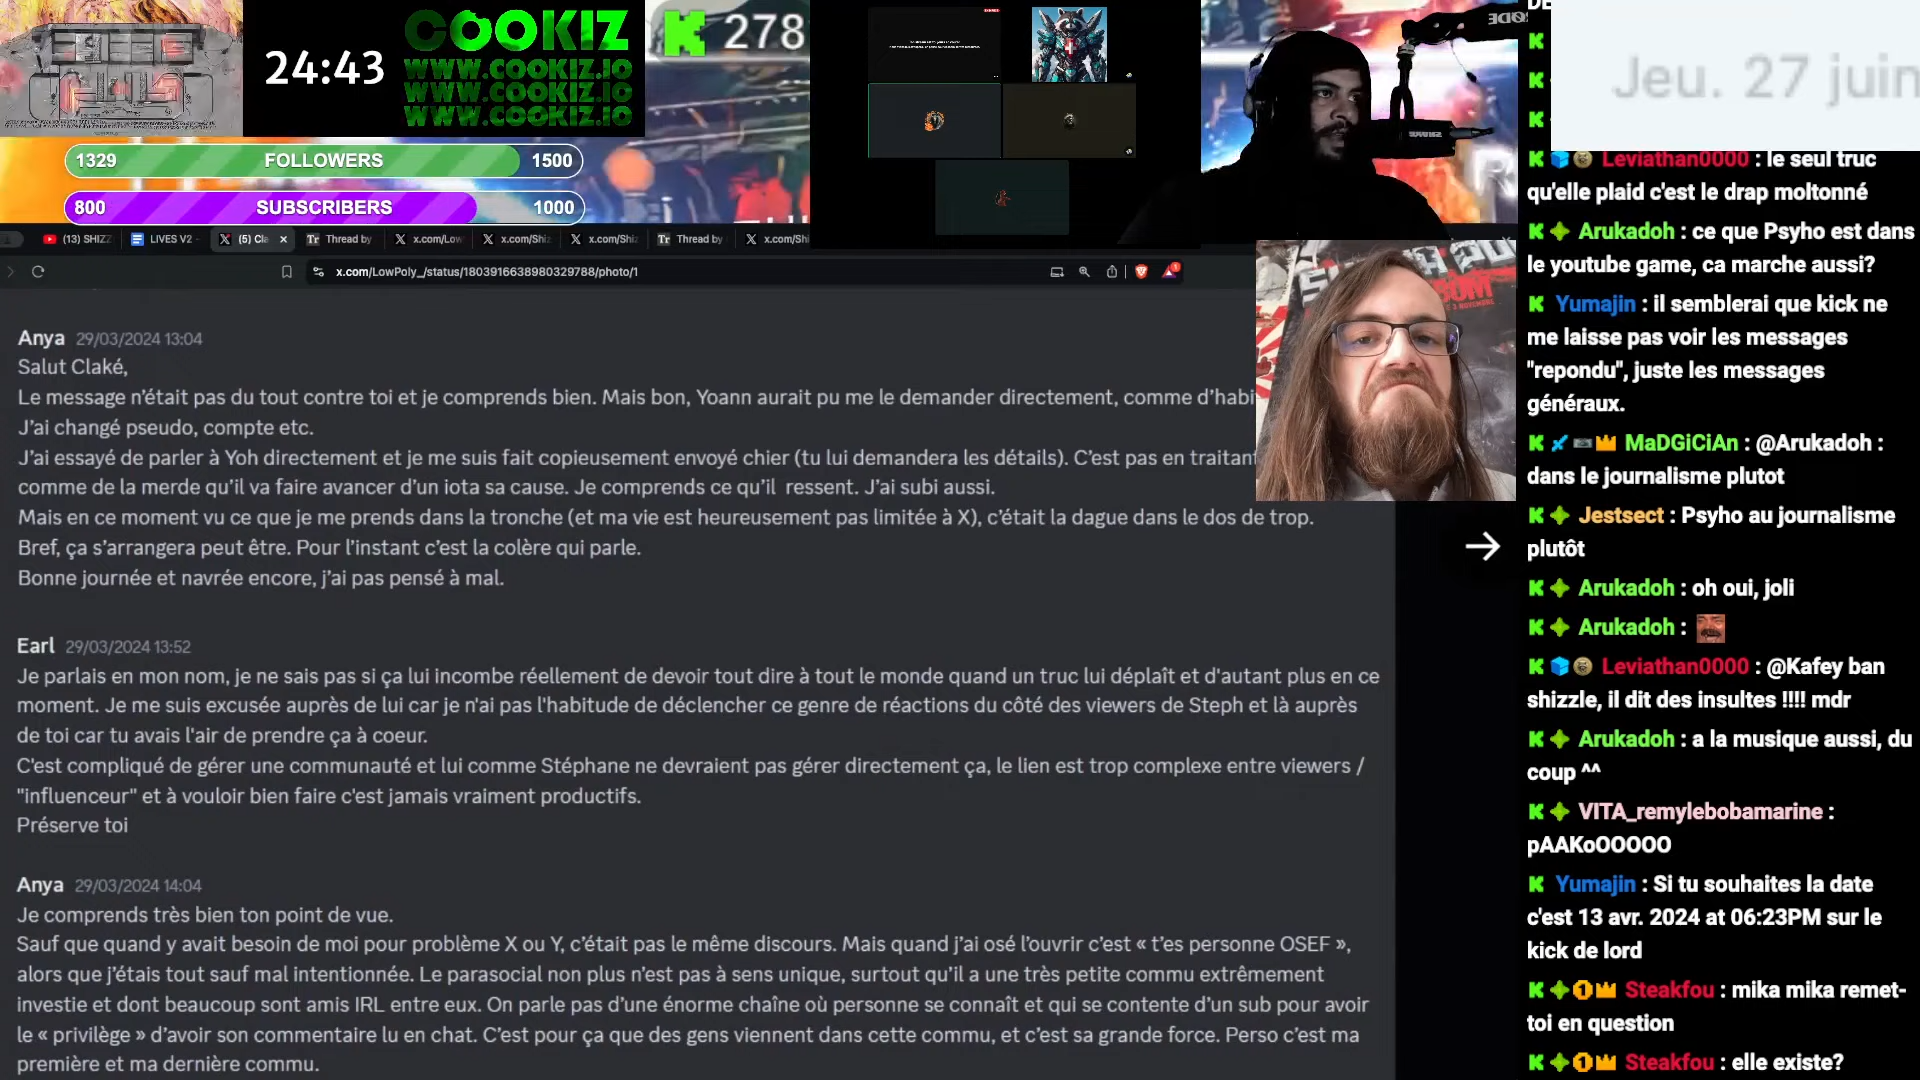 24:43
COOKIZ
WWW.COOKIZ.IO
WWW.COOKIZ.IO
WWW.COOKIZ.IO
278
1329 FOLLOWERS 1500
800 SUBSCRIBERS 1000
(13) SHIZZ
LIVES V2 -
(5) Cla
Thread by
x.com/Low
x.com/Shiz
x.com/Shiz
Thread by
x.com/Shi
x.com/LowPoly_/status/1803916638980329788/photo/1
Anya 29/03/2024 13:04
Salut Claké,
Le message n'était pas du tout contre toi et je comprends bien. Mais bon, Yoann aurait pu me le demander directement, comme d'habi
J'ai changé pseudo, compte etc.
J'ai essayé de parler à Yoh directement et je me suis fait copieusement envoyé chier (tu lui demandera les détails). C'est pas en traitant
comme de la merde qu'il va faire avancer d'un iota sa cause. Je comprends ce qu'il ressent. J'ai subi aussi.
Mais en ce moment vu ce que je me prends dans la tronche (et ma vie est heureusement pas limitée à X), c'était la dague dans le dos de trop.
Bref, ça s'arrangera peut être. Pour l'instant c'est la colère qui parle.
Bonne journée et navrée encore, j'ai pas pensé à mal.
Earl 29/03/2024 13:52
Je parlais en mon nom, je ne sais pas si ça lui incombe réellement de devoir tout dire à tout le monde quand un truc lui déplaît et d'autant plus en ce
moment. Je me suis excusée auprès de lui car je n'ai pas l'habitude de déclencher ce genre de réactions du côté des viewers de Steph et là auprès
de toi car tu avais l'air de prendre ça à coeur.
C'est compliqué de gérer une communauté et lui comme Stéphane ne devraient pas gérer directement ça, le lien est trop complexe entre viewers /
"influenceur" et à vouloir bien faire c'est jamais vraiment productifs.
Préserve toi
Anya 29/03/2024 14:04
Je comprends très bien ton point de vue.
Sauf que quand y avait besoin de moi pour problème X ou Y, c'était pas le même discours. Mais quand j'ai osé l'ouvrir c'est « t'es personne OSEF »,
alors que j'étais tout sauf mal intentionnée. Le parasocial non plus n'est pas à sens unique, surtout qu'il a une très petite commu extrêmement
investie et dont beaucoup sont amis IRL entre eux. On parle pas d'une énorme chaîne où personne se connaît et qui se contente d'un sub pour avoir
le « privilège » d'avoir son commentaire lu en chat. C'est pour ça que des gens viennent dans cette commu, et c'est sa grande force. Perso c'est ma
première et ma dernière commu.
Jeu. 27 juin
Leviathan0000 : le seul truc
qu'elle plaid c'est le drap moltonné
Arukadoh : ce que Psyho est dans
le youtube game, ca marche aussi?
Yumajin : il semblerai que kick ne
me laisse pas voir les messages
"repondu", juste les messages
généraux.
MaDGiCiAn : @Arukadoh :
dans le journalisme plutot
Jestsect : Psyho au journalisme
plutôt
Arukadoh : oh oui, joli
Arukadoh :
Leviathan0000 : @Kafey ban
shizzle, il dit des insultes !!!! mdr
Arukadoh : a la musique aussi, du
coup ^^
VITA_remylebobamarine :
pAAKoOOOOO
Yumajin : Si tu souhaites la date
c'est 13 avr. 2024 at 06:23PM sur le
kick de lord
Steakfou : mika mika remet-
toi en question
Steakfou : elle existe?